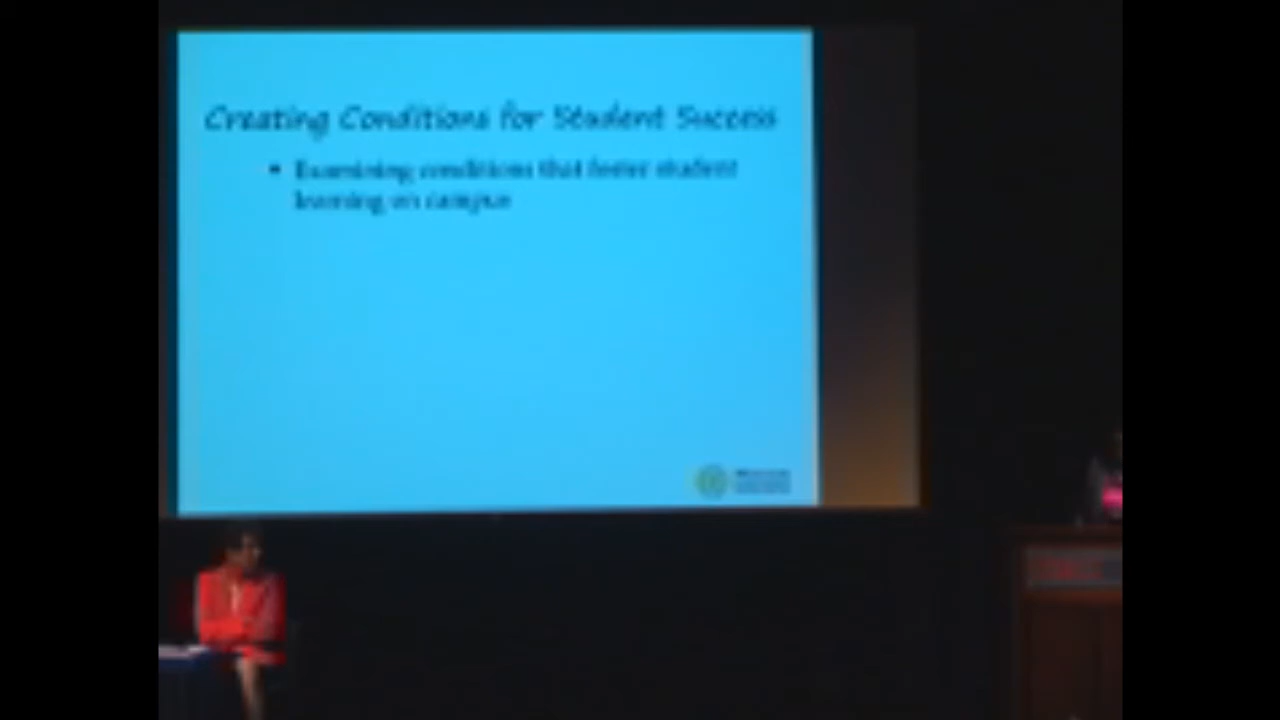 Creating Conditions for Student Success
• Examining conditions that foster student
learning on campus